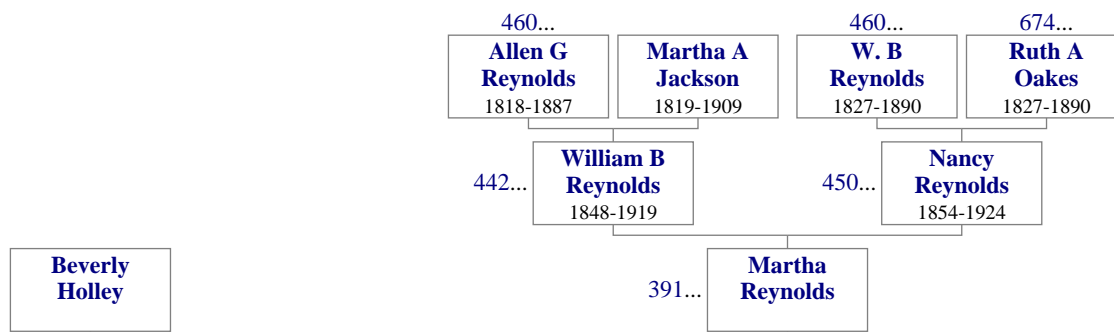 460...
460...
674...
Allen G
Reynolds
1818-1887
Martha A
Jackson
1819-1909
W. B
Reynolds
1827-1890
Ruth A
Oakes
1827-1890
442...
William B
Reynolds
1848-1919
450...
Nancy
Reynolds
1854-1924
Beverly
Holley
391...
Martha
Reynolds